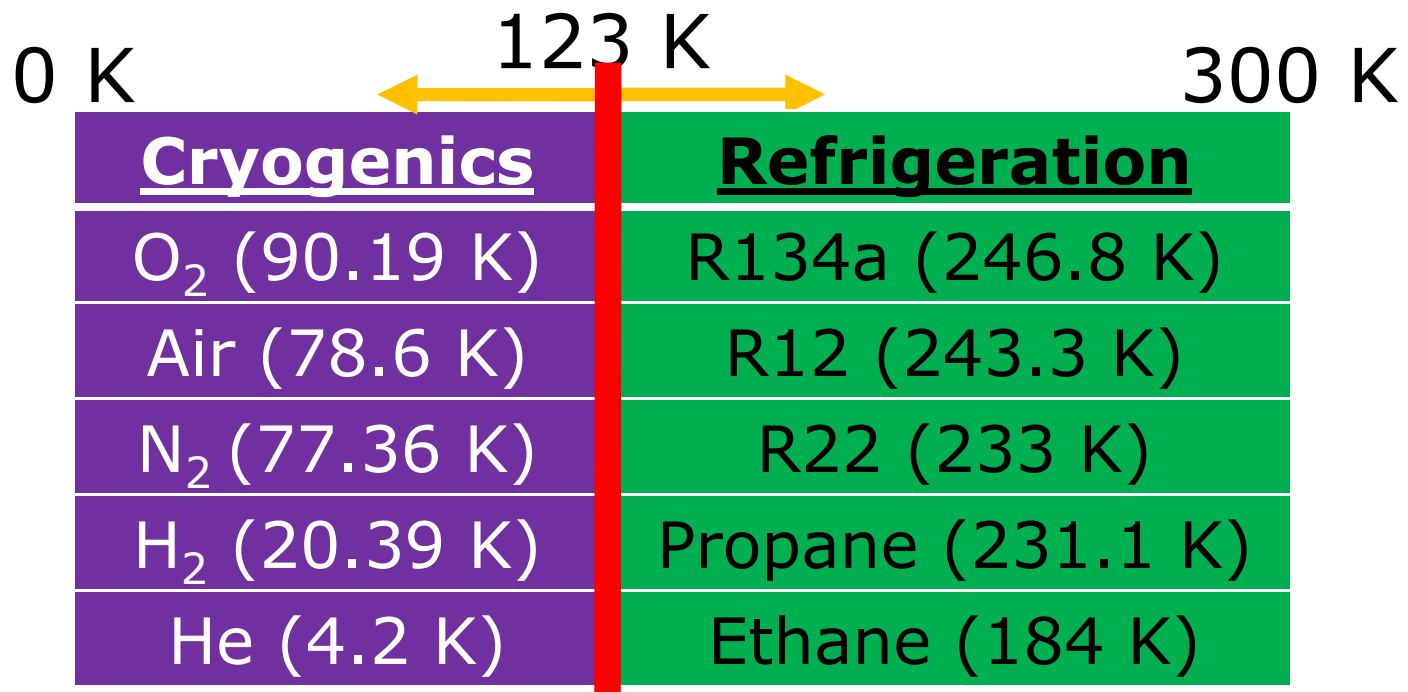 0 K 123 K 300 K
Cryogenics Refrigeration
O₂ (90.19 K) R134a (246.8 K)
Air (78.6 K) R12 (243.3 K)
N₂ (77.36 K) R22 (233 K)
H₂ (20.39 K) Propane (231.1 K)
He (4.2 K) Ethane (184 K)